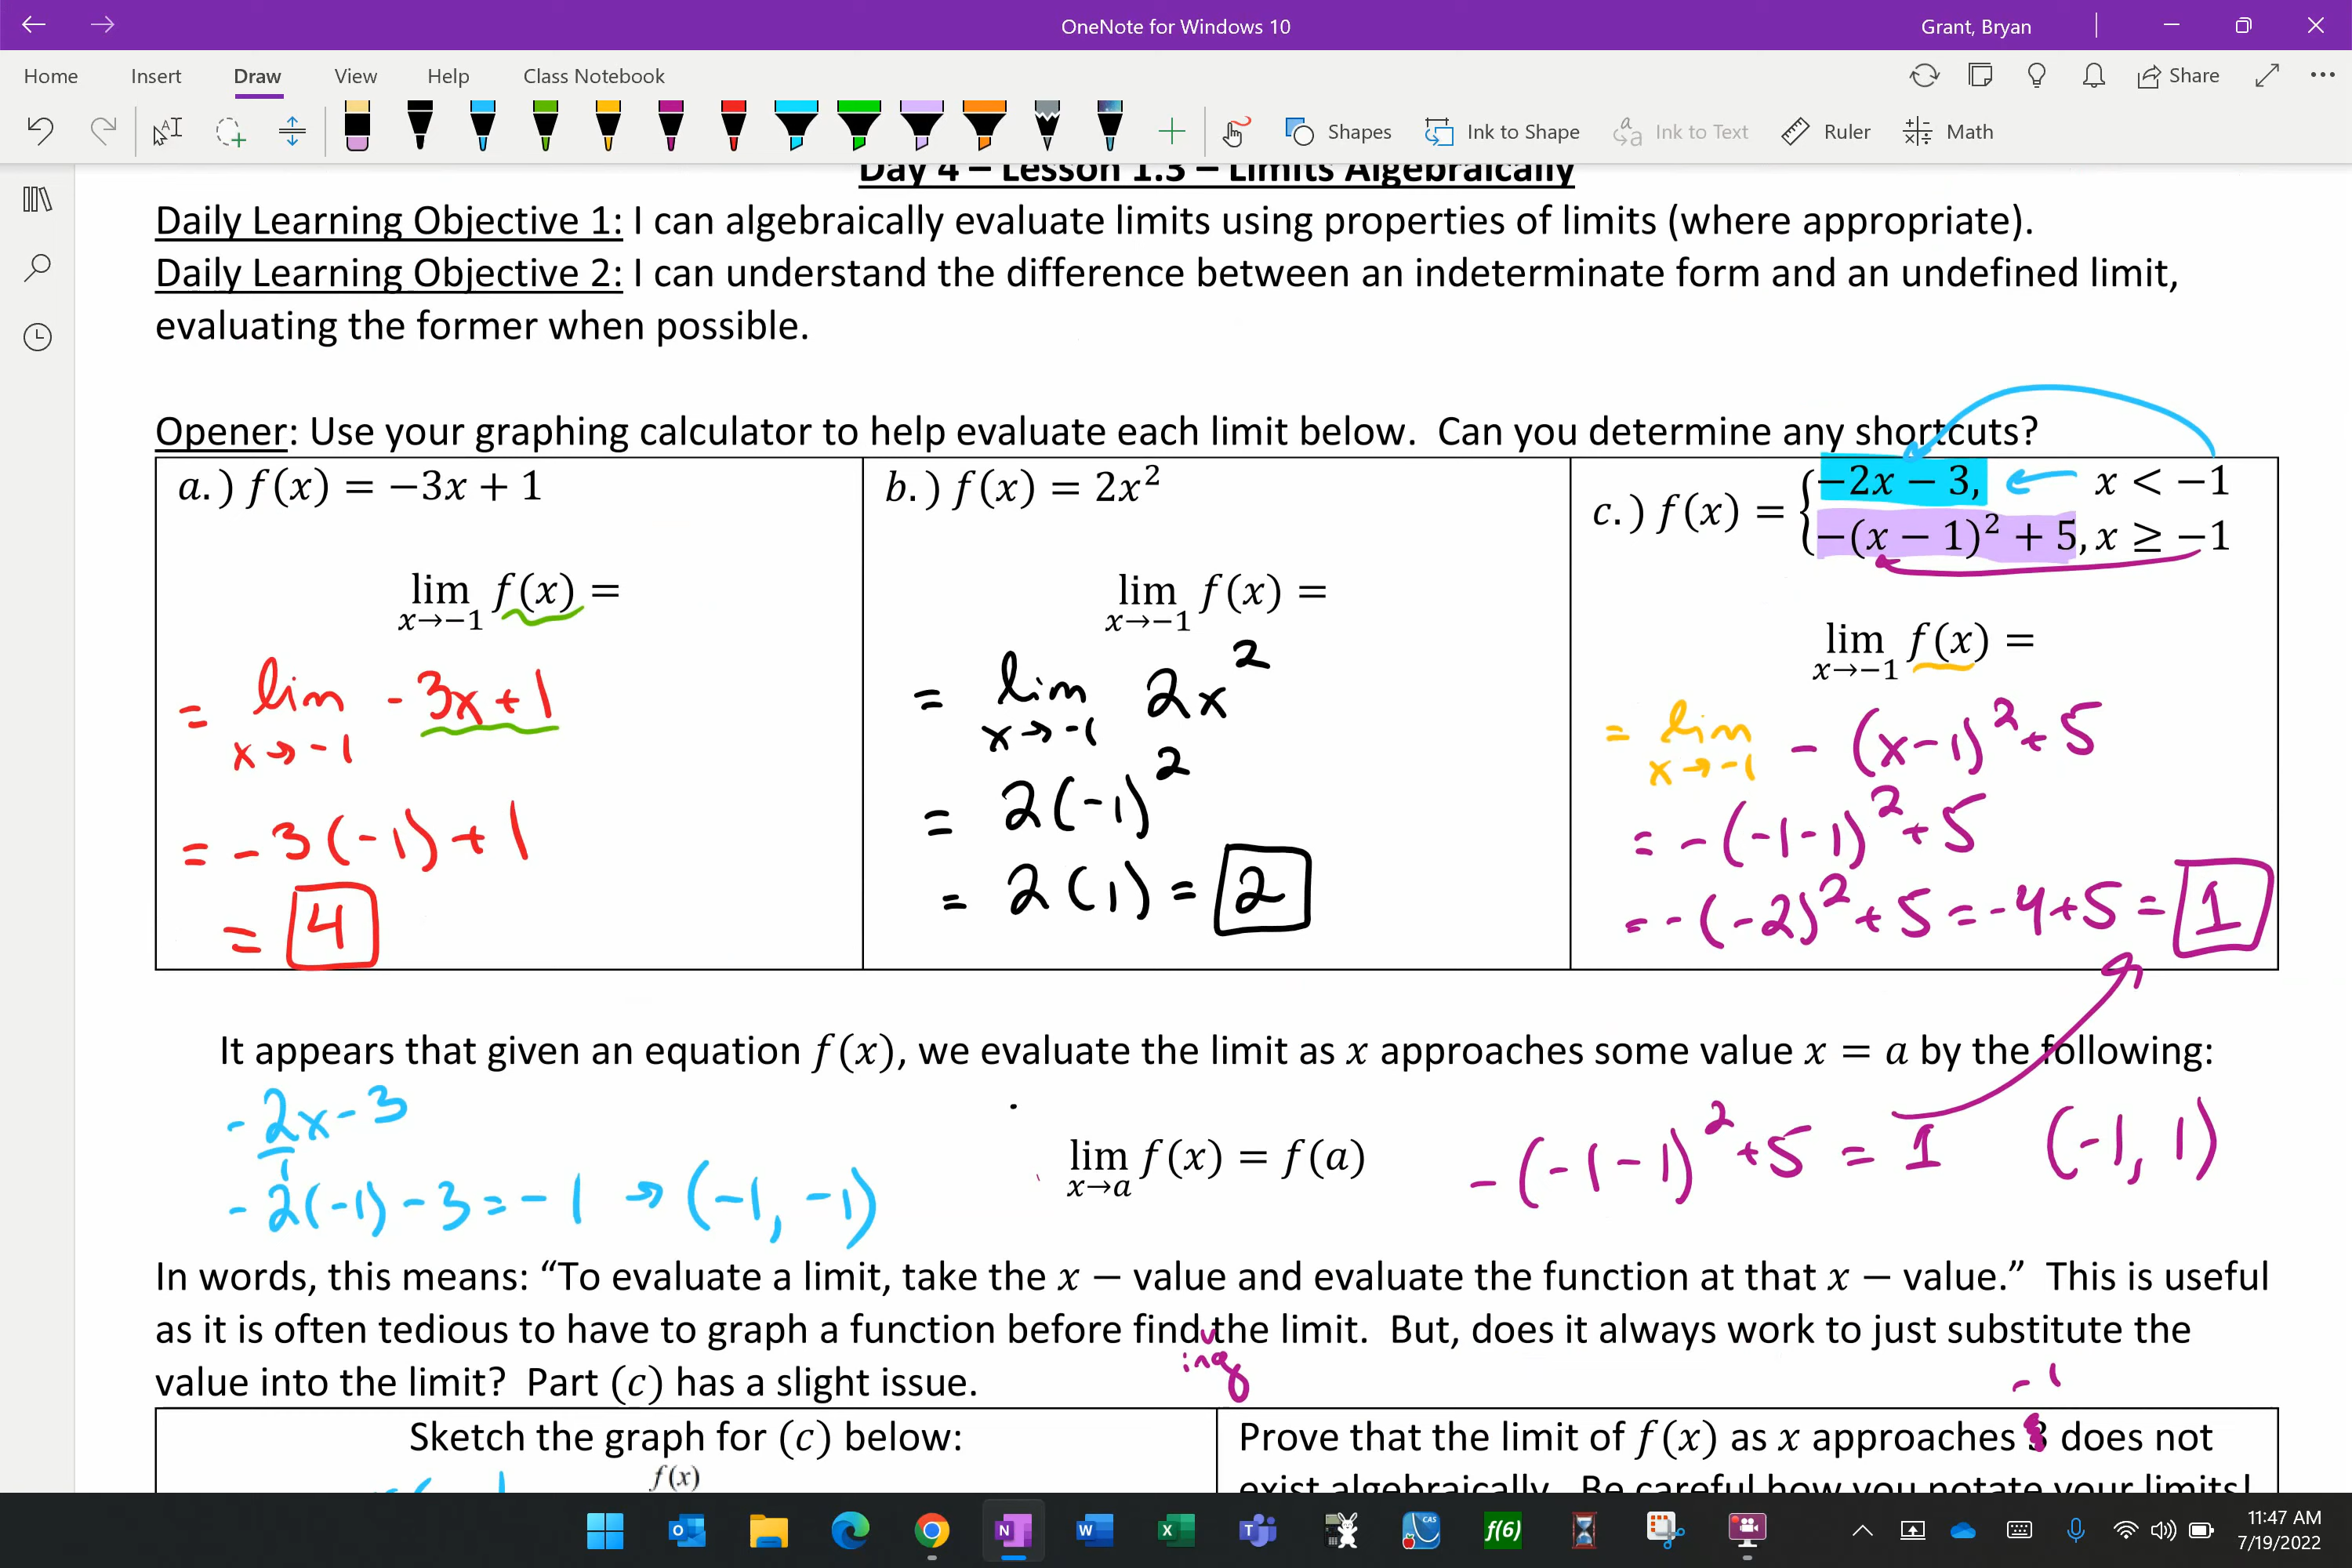 OneNote for Windows 10
Grant, Bryan
Home Insert Draw View Help Class Notebook Share
Shapes Ink to Shape Ink to Text Ruler Math
Day 4 – Lesson 1.3 – Limits Algebraically
Daily Learning Objective 1: I can algebraically evaluate limits using properties of limits (where appropriate).
Daily Learning Objective 2: I can understand the difference between an indeterminate form and an undefined limit,
evaluating the former when possible.
Opener: Use your graphing calculator to help evaluate each limit below. Can you determine any shortcuts?
a.) f(x) = −3x + 1
lim x→−1 f(x) =
= lim x→-1 -3x+1
= -3(-1)+1
= 4
b.) f(x) = 2x²
lim x→−1 f(x) =
= lim x→-1 2x²
= 2(-1)²
= 2(1) = 2
c.) f(x) = { −2x − 3, x < −1
−(x − 1)² + 5, x ≥ −1
lim x→−1 f(x) =
= lim x→-1 -(x-1)²+5
= -(-1-1)²+5
= -(-2)²+5 = -4+5 = 1
It appears that given an equation f(x), we evaluate the limit as x approaches some value x = a by the following:
-2x-3
-2(-1)-3=-1 → (-1, -1)
lim x→a f(x) = f(a)
-(-1-1)²+5 = 1 (-1, 1)
In words, this means: “To evaluate a limit, take the x − value and evaluate the function at that x − value.” This is useful
as it is often tedious to have to graph a function before find the limit. But, does it always work to just substitute the
ing
value into the limit? Part (c) has a slight issue.
Sketch the graph for (c) below:
f(x)
-1
Prove that the limit of f(x) as x approaches 3 does not
exist algebraically. Be careful how you notate your limits!
CAS
f(6)
11:47 AM
7/19/2022